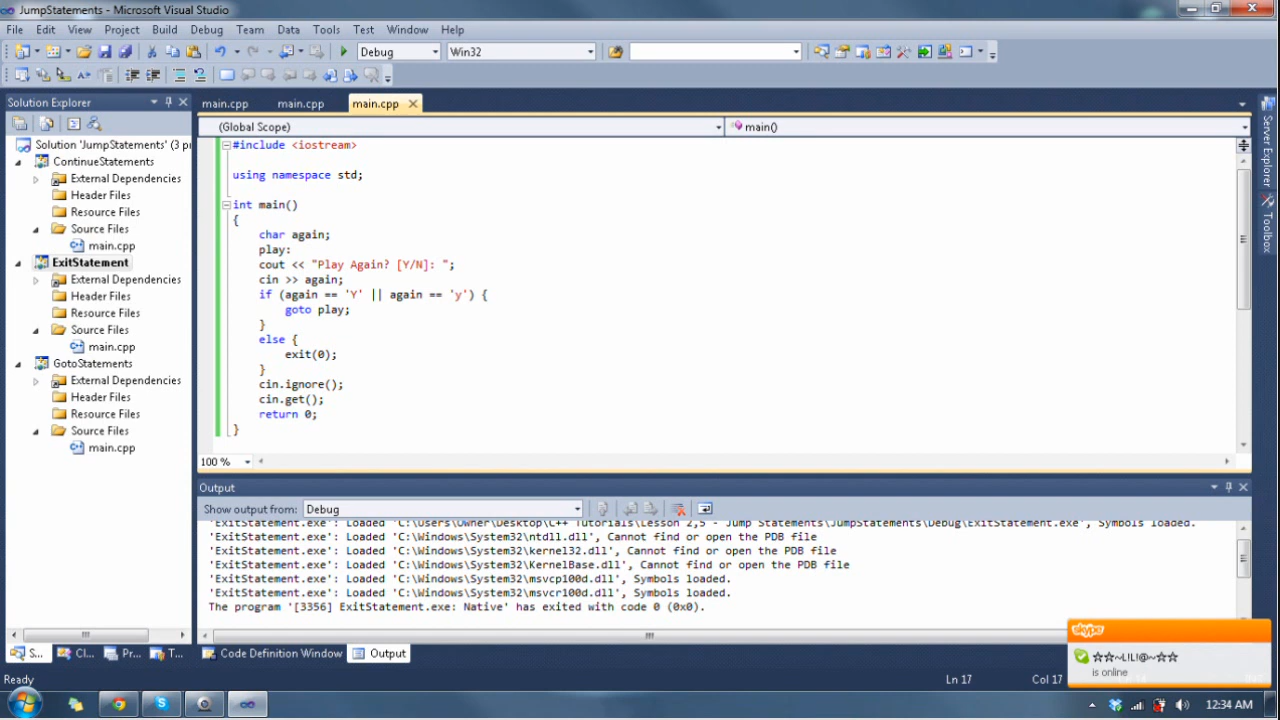 JumpStatements - Microsoft Visual Studio
File Edit View Project Build Debug Team Data Tools Test Window Help
Debug Win32
Solution Explorer
main.cpp main.cpp main.cpp
(Global Scope) main()
Solution 'JumpStatements' (3 pr
ContinueStatements
External Dependencies
Header Files
Resource Files
Source Files
main.cpp
ExitStatement
External Dependencies
Header Files
Resource Files
Source Files
main.cpp
GotoStatements
External Dependencies
Header Files
Resource Files
Source Files
main.cpp
#include <iostream>
using namespace std;
int main()
{
char again;
play:
cout << "Play Again? [Y/N]: ";
cin >> again;
if (again == 'Y' || again == 'y') {
goto play;
}
else {
exit(0);
}
cin.ignore();
cin.get();
return 0;
}
100 %
Output
Show output from: Debug
'ExitStatement.exe': Loaded 'C:\Users\Owner\Desktop\C++ Tutorials\Lesson 2,5 - Jump Statements\JumpStatements\Debug\ExitStatement.exe', Symbols loaded.
'ExitStatement.exe': Loaded 'C:\Windows\System32\ntdll.dll', Cannot find or open the PDB file
'ExitStatement.exe': Loaded 'C:\Windows\System32\kernel32.dll', Cannot find or open the PDB file
'ExitStatement.exe': Loaded 'C:\Windows\System32\KernelBase.dll', Cannot find or open the PDB file
'ExitStatement.exe': Loaded 'C:\Windows\System32\msvcp100d.dll', Symbols loaded.
'ExitStatement.exe': Loaded 'C:\Windows\System32\msvcr100d.dll', Symbols loaded.
The program '[3356] ExitStatement.exe: Native' has exited with code 0 (0x0).
S... Cl... Pr... T... Code Definition Window Output
Server Explorer
Toolbox
skype
☆☆~L!L!@~☆☆
is online
Ready Ln 17 Col 17
12:34 AM